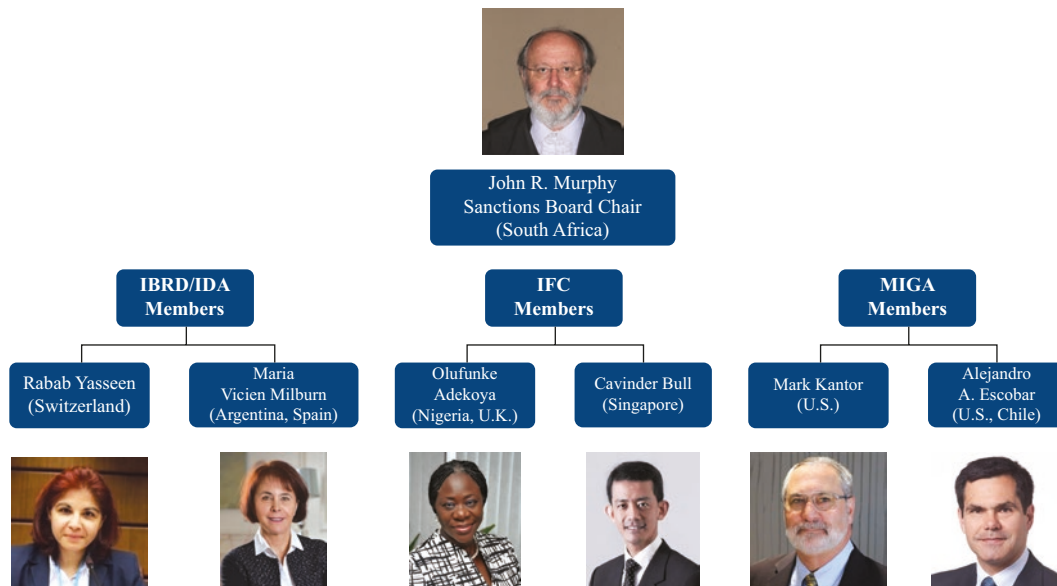 John R. Murphy
Sanctions Board Chair
(South Africa)
IBRD/IDA
Members
IFC
Members
MIGA
Members
Rabab Yasseen
(Switzerland)
Maria
Vicien Milburn
(Argentina, Spain)
Olufunke
Adekoya
(Nigeria, U.K.)
Cavinder Bull
(Singapore)
Mark Kantor
(U.S.)
Alejandro
A. Escobar
(U.S., Chile)